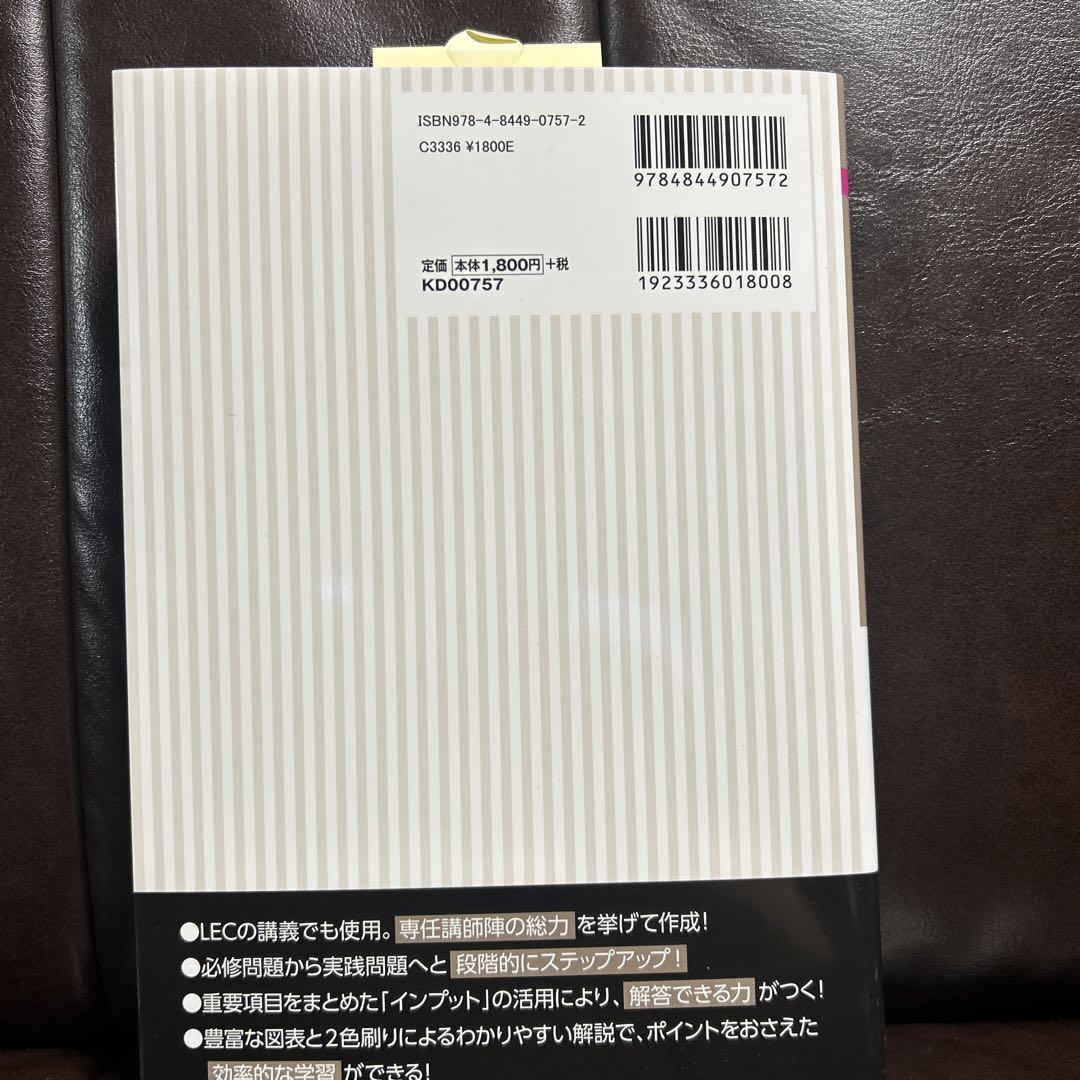 ISBN978-4-8449-0757-2
C3336 ¥1800E
9784844907572
定価 本体1,800円+税
KD00757
1923336018008
●LECの講義でも使用。専任講師陣の総力を挙げて作成!
●必修問題から実践問題へと段階的にステップアップ!
●重要項目をまとめた「インプット」の活用により、解答できる力がつく!
●豊富な図表と2色刷りによるわかりやすい解説で、ポイントをおさえた
効率的な学習ができる!